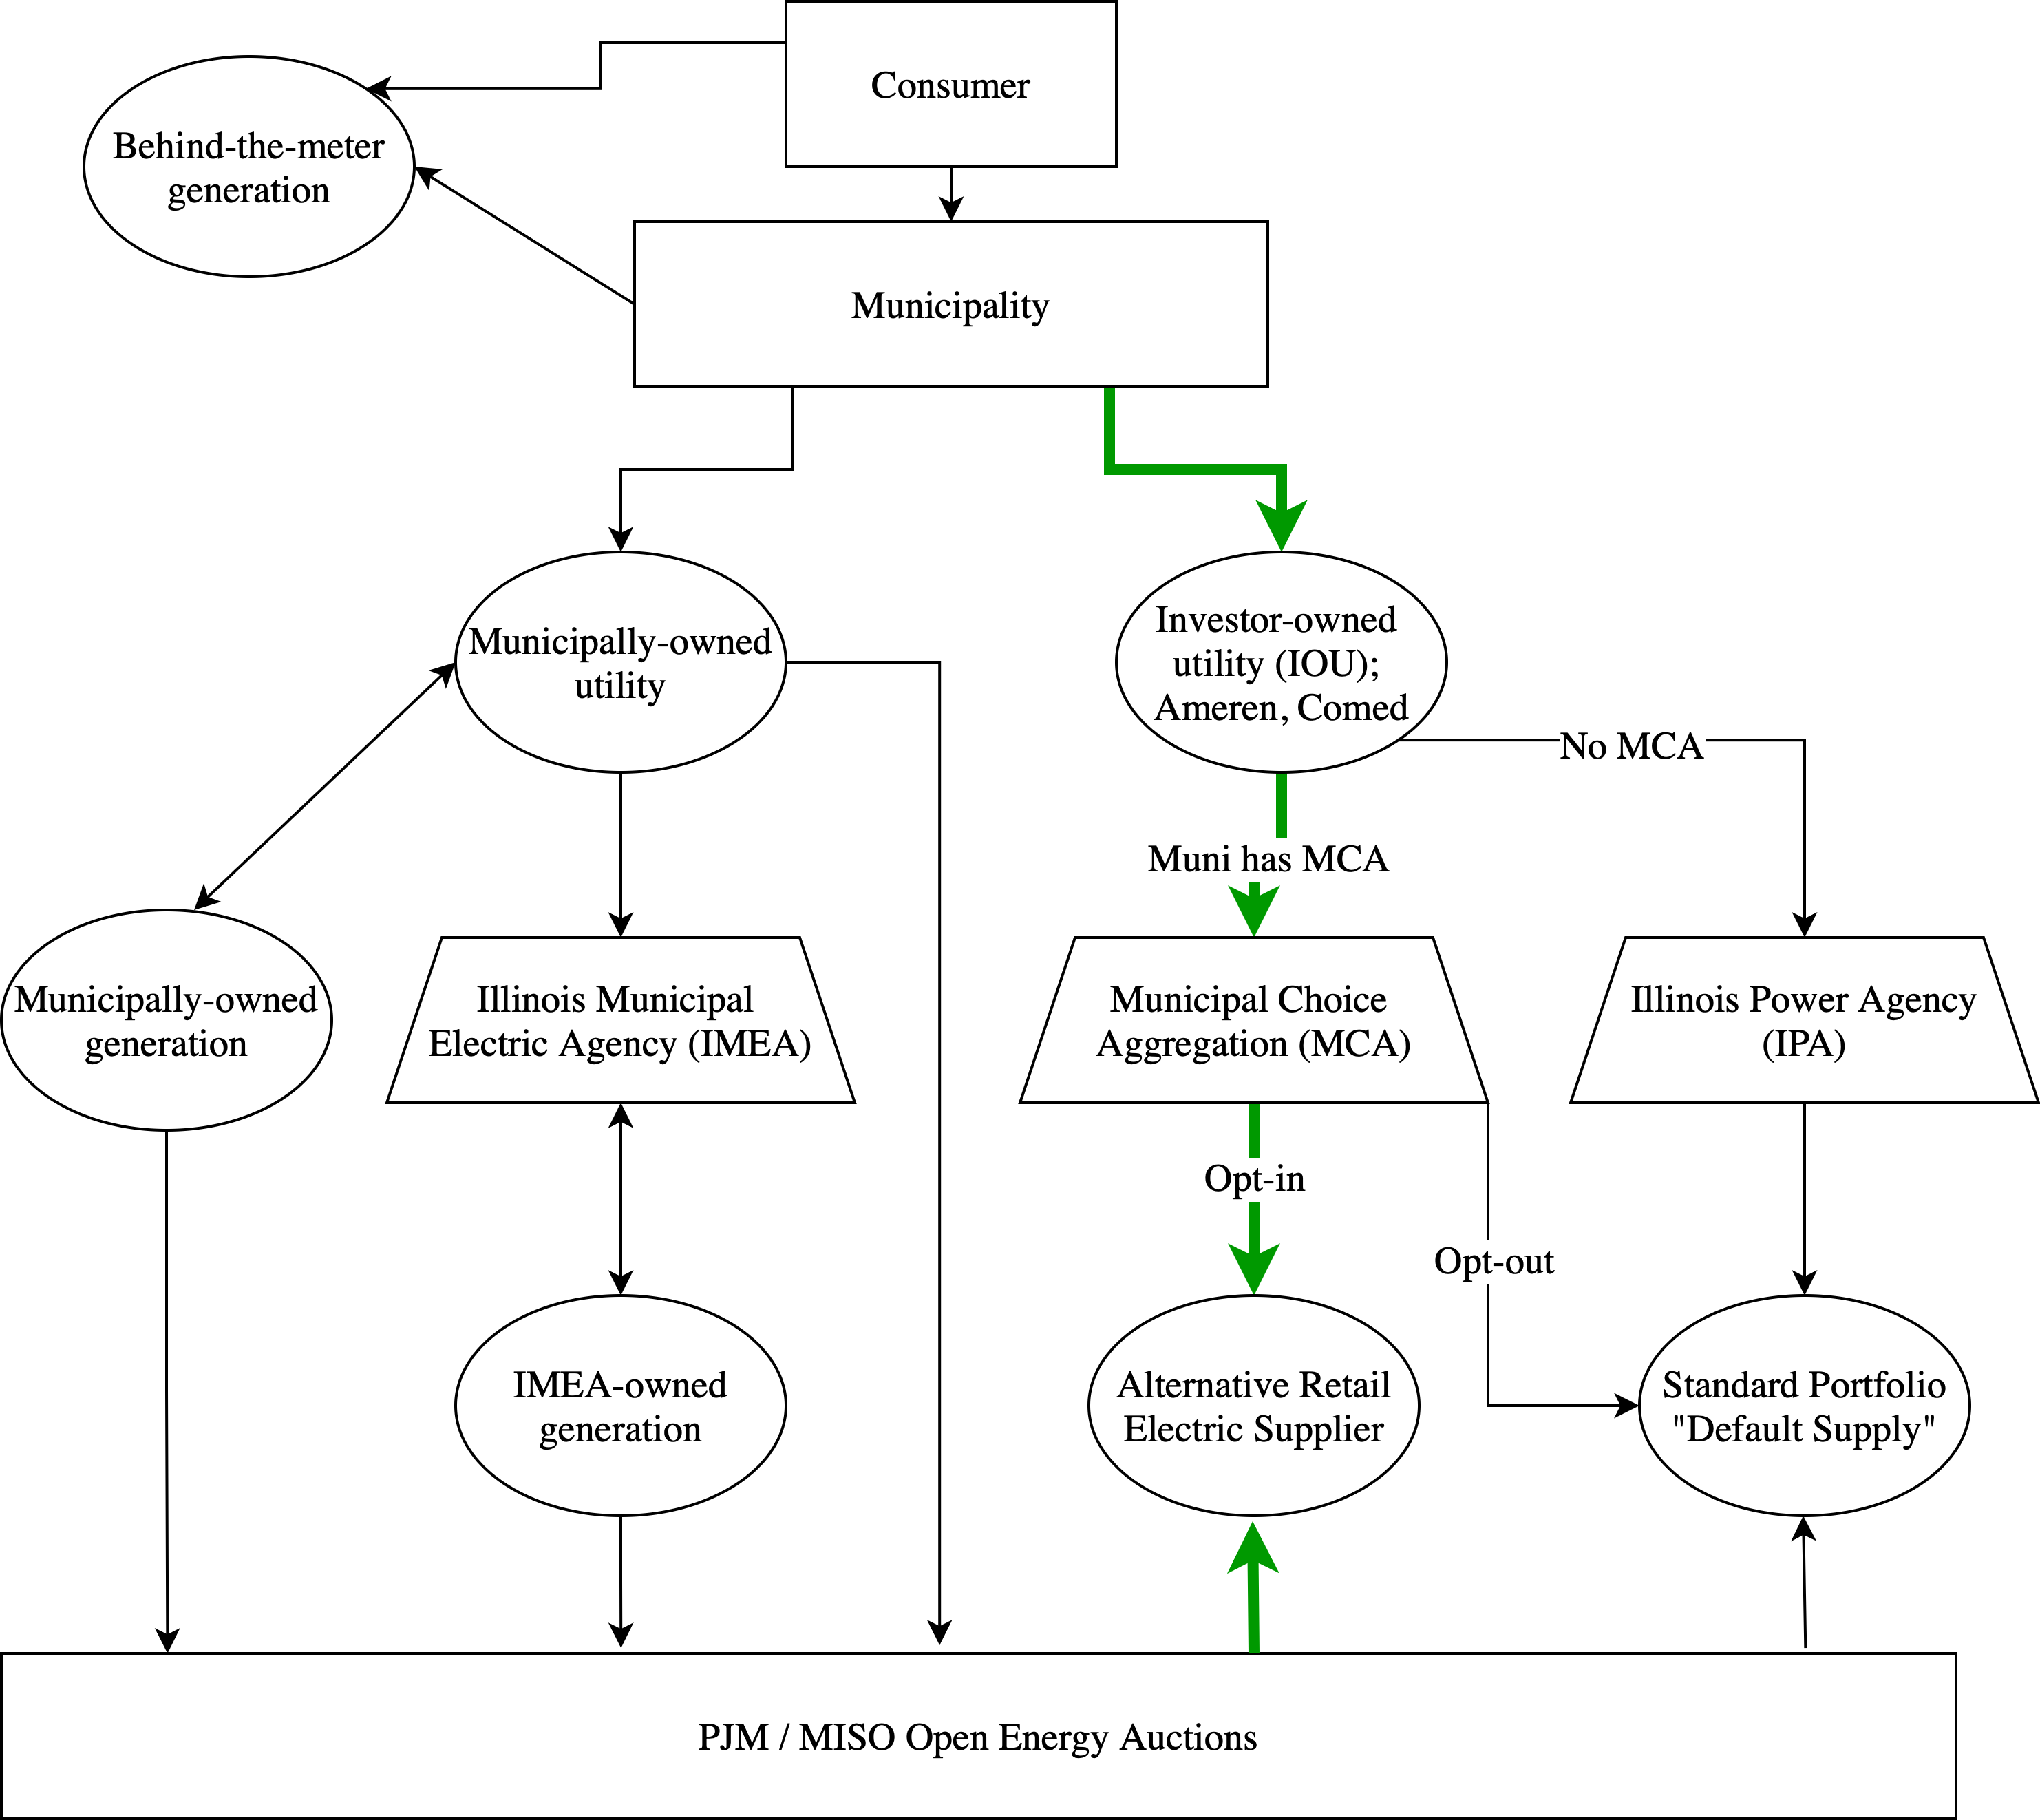 Consumer
Behind-the-meter
generation
Municipality
Municipally-owned
utility
Investor-owned
utility (IOU);
Ameren, Comed
No MCA
Muni has MCA
Municipally-owned
generation
Illinois Municipal
Electric Agency (IMEA)
Municipal Choice
Aggregation (MCA)
Illinois Power Agency
(IPA)
Opt-in
Opt-out
IMEA-owned
generation
Alternative Retail
Electric Supplier
Standard Portfolio
"Default Supply"
PJM / MISO Open Energy Auctions